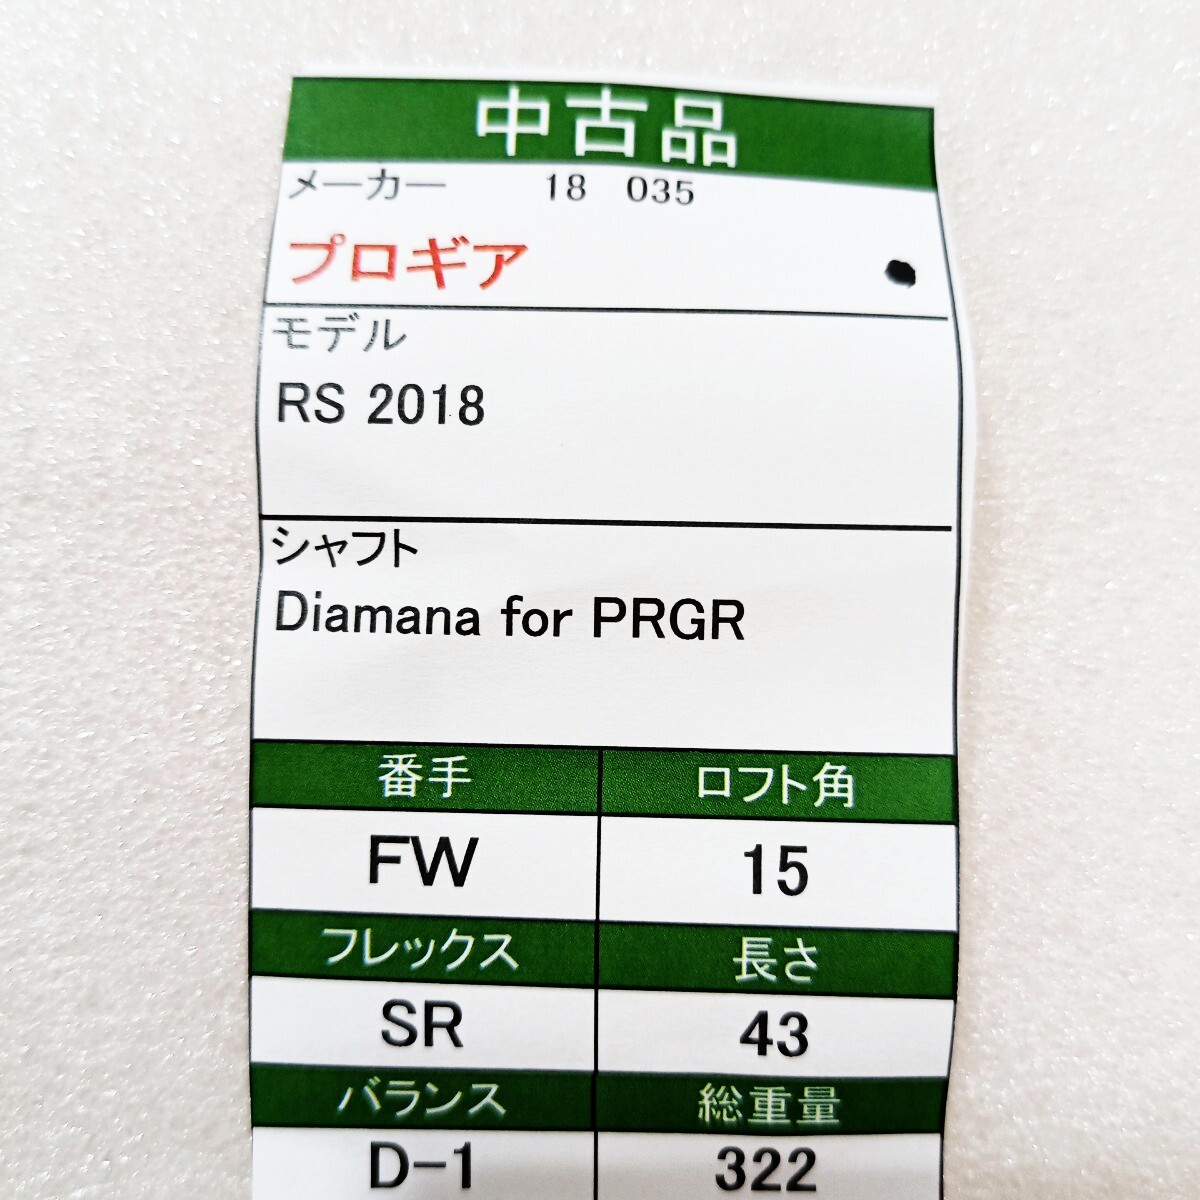 中古品
メーカー 18 035
プロギア
モデル
RS 2018
シャフト
Diamana for PRGR
番手 ロフト角
FW 15
フレックス 長さ
SR 43
バランス 総重量
D-1 322